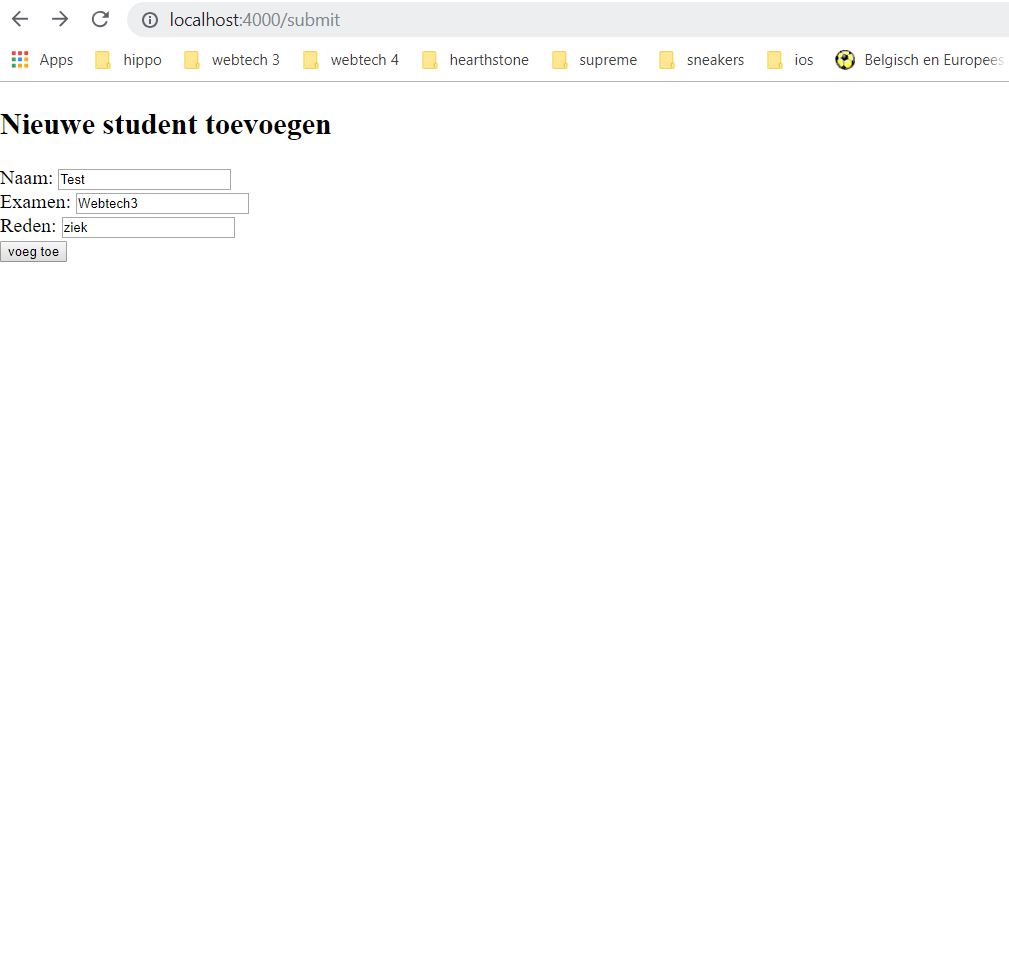 localhost:4000/submit
Apps hippo webtech 3 webtech 4 hearthstone supreme sneakers ios Belgisch en Europees
Nieuwe student toevoegen
Naam: Test
Examen: Webtech3
Reden: ziek
voeg toe